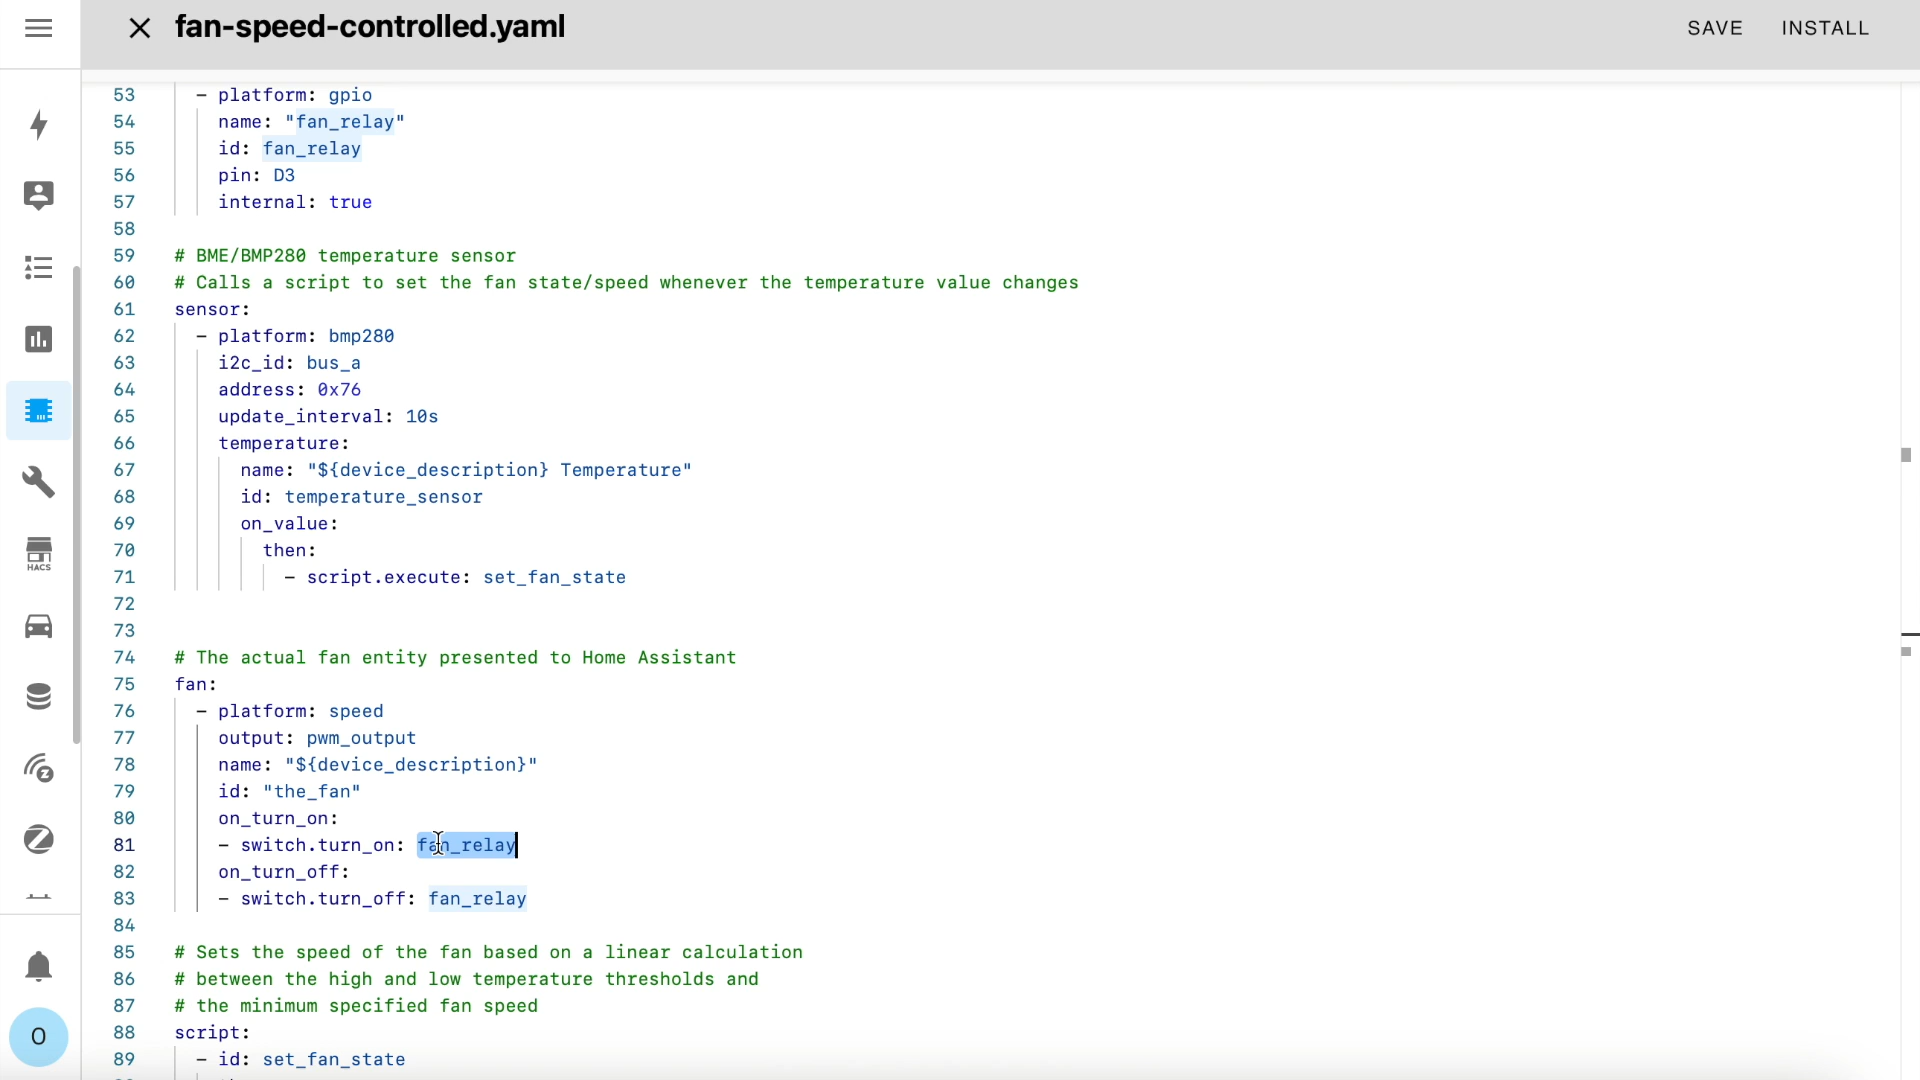 fan-speed-controlled.yaml
SAVE INSTALL
53 - platform: gpio
54 name: "fan_relay"
55 id: fan_relay
56 pin: D3
57 internal: true
58
59 # BME/BMP280 temperature sensor
60 # Calls a script to set the fan state/speed whenever the temperature value changes
61 sensor:
62 - platform: bmp280
63 i2c_id: bus_a
64 address: 0x76
65 update_interval: 10s
66 temperature:
67 name: "${device_description} Temperature"
68 id: temperature_sensor
69 on_value:
70 then:
71 - script.execute: set_fan_state
72
73
74 # The actual fan entity presented to Home Assistant
75 fan:
76 - platform: speed
77 output: pwm_output
78 name: "${device_description}"
79 id: "the_fan"
80 on_turn_on:
81 - switch.turn_on: fan_relay
82 on_turn_off:
83 - switch.turn_off: fan_relay
84
85 # Sets the speed of the fan based on a linear calculation
86 # between the high and low temperature thresholds and
87 # the minimum specified fan speed
88 script:
89 - id: set_fan_state
HACS
O